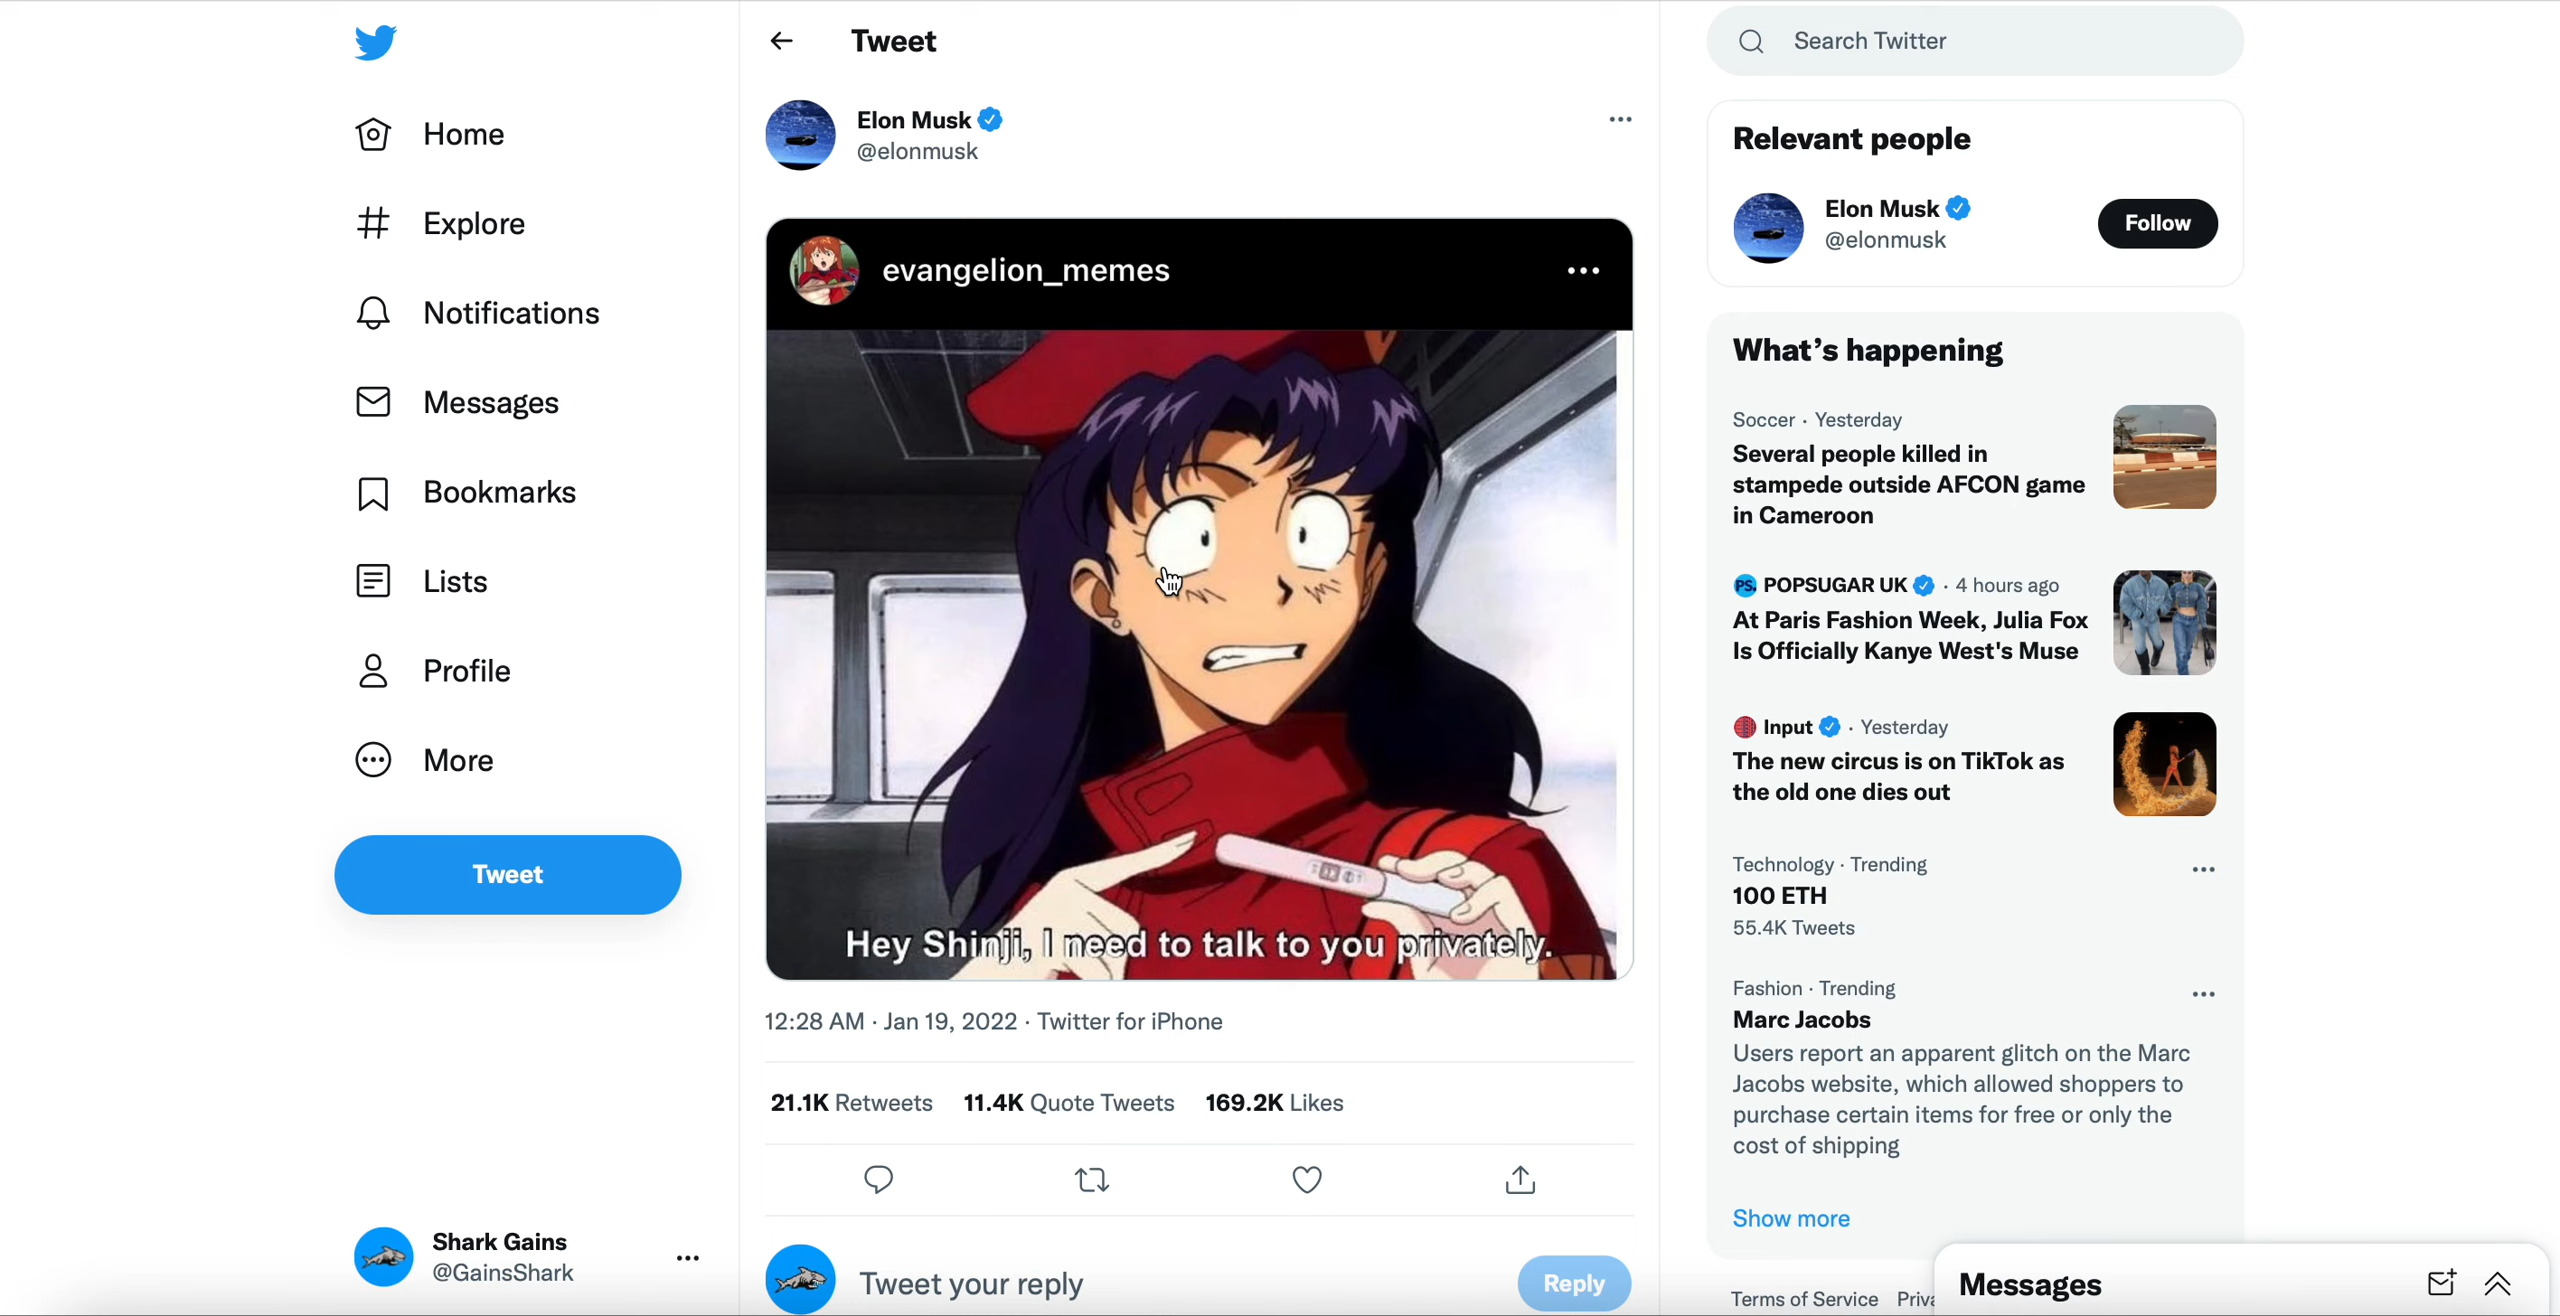 Home
Explore
Notifications
Messages
Bookmarks
Lists
Profile
More
Tweet
Shark Gains
@GainsShark
Tweet
Elon Musk
@elonmusk
evangelion_memes
Hey Shinji, I need to talk to you privately.
12:28 AM · Jan 19, 2022 · Twitter for iPhone
21.1K Retweets 11.4K Quote Tweets 169.2K Likes
Tweet your reply
Reply
Search Twitter
Relevant people
Elon Musk
@elonmusk
Follow
What's happening
Soccer · Yesterday
Several people killed in
stampede outside AFCON game
in Cameroon
PS. POPSUGAR UK · 4 hours ago
At Paris Fashion Week, Julia Fox
Is Officially Kanye West's Muse
Input · Yesterday
The new circus is on TikTok as
the old one dies out
Technology · Trending
100 ETH
55.4K Tweets
Fashion · Trending
Marc Jacobs
Users report an apparent glitch on the Marc
Jacobs website, which allowed shoppers to
purchase certain items for free or only the
cost of shipping
Show more
Terms of Service
Messages